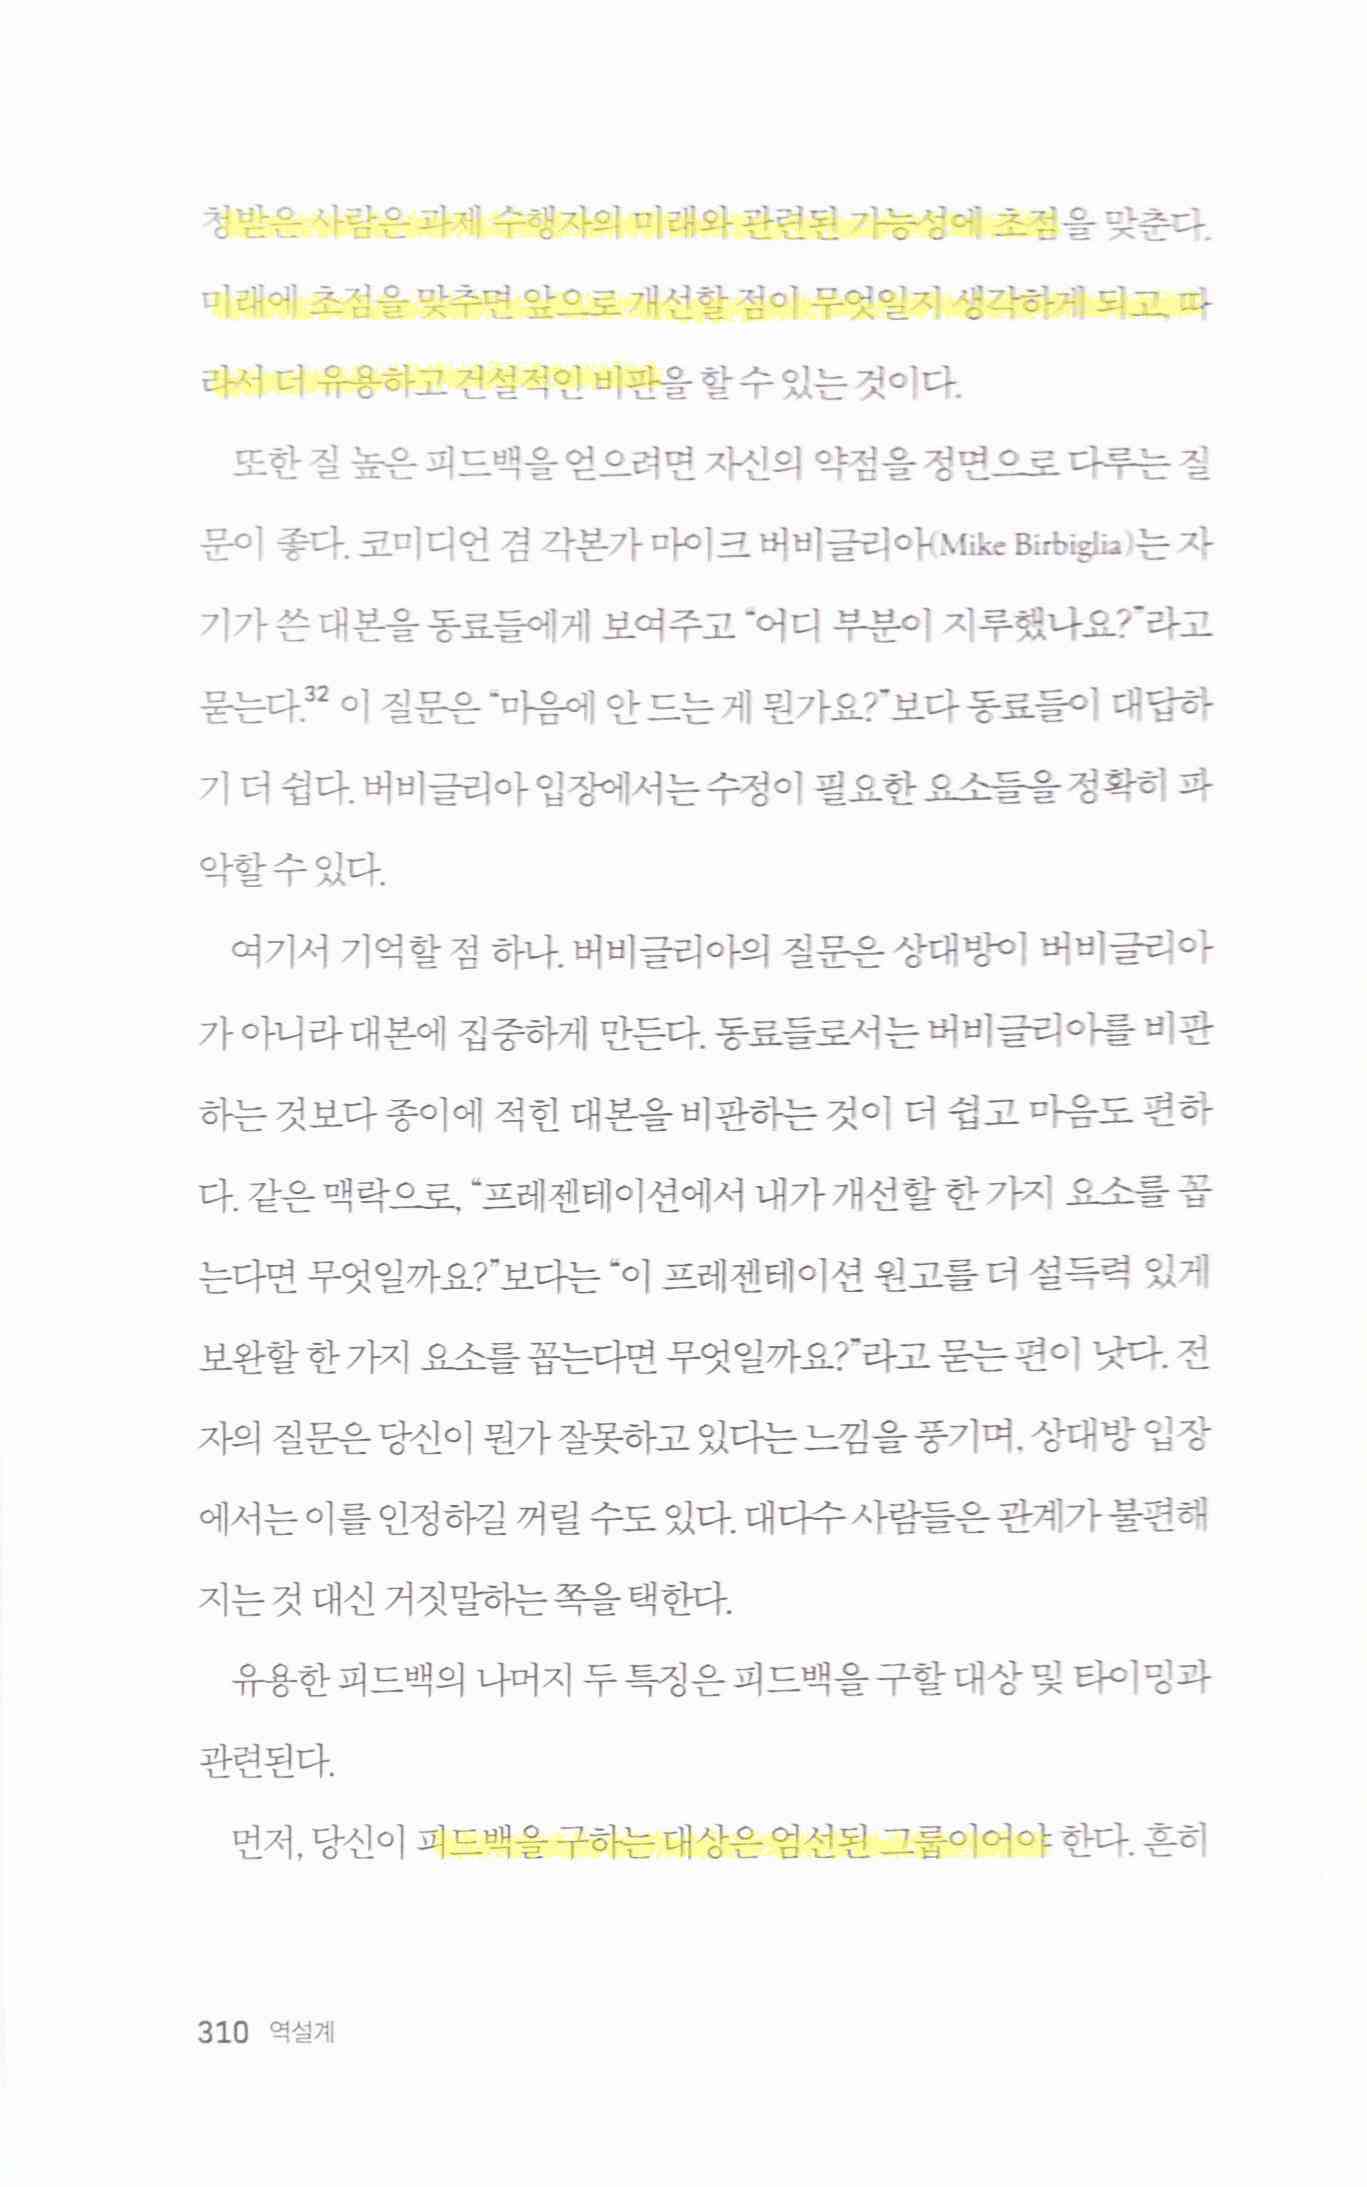 청받은 사람은 과제 수행자의 미래와 관련된 가능성에 초점을 맞춘다.
미래에 초점을 맞추면 앞으로 개선할 점이 무엇일지 생각하게 되고, 따
라서 더 유용하고 건설적인 비판을 할 수 있는 것이다.
또한 질 높은 피드백을 얻으려면 자신의 약점을 정면으로 다루는 질
문이 좋다. 코미디언 겸 각본가 마이크 버비글리아(Mike Birbiglia)는 자
기가 쓴 대본을 동료들에게 보여주고 “어디 부분이 지루했나요?”라고
묻는다.32 이 질문은 “마음에 안 드는 게 뭔가요?”보다 동료들이 대답하
기 더 쉽다. 버비글리아 입장에서는 수정이 필요한 요소들을 정확히 파
악할 수 있다.
여기서 기억할 점 하나. 버비글리아의 질문은 상대방이 버비글리아
가 아니라 대본에 집중하게 만든다. 동료들로서는 버비글리아를 비판
하는 것보다 종이에 적힌 대본을 비판하는 것이 더 쉽고 마음도 편하
다. 같은 맥락으로, “프레젠테이션에서 내가 개선할 한 가지 요소를 꼽
는다면 무엇일까요?”보다는 “이 프레젠테이션 원고를 더 설득력 있게
보완할 한 가지 요소를 꼽는다면 무엇일까요?”라고 묻는 편이 낫다. 전
자의 질문은 당신이 뭔가 잘못하고 있다는 느낌을 풍기며, 상대방 입장
에서는 이를 인정하길 꺼릴 수도 있다. 대다수 사람들은 관계가 불편해
지는 것 대신 거짓말하는 쪽을 택한다.
유용한 피드백의 나머지 두 특징은 피드백을 구할 대상 및 타이밍과
관련된다.
먼저, 당신이 피드백을 구하는 대상은 엄선된 그룹이어야 한다. 흔히
310 역설계